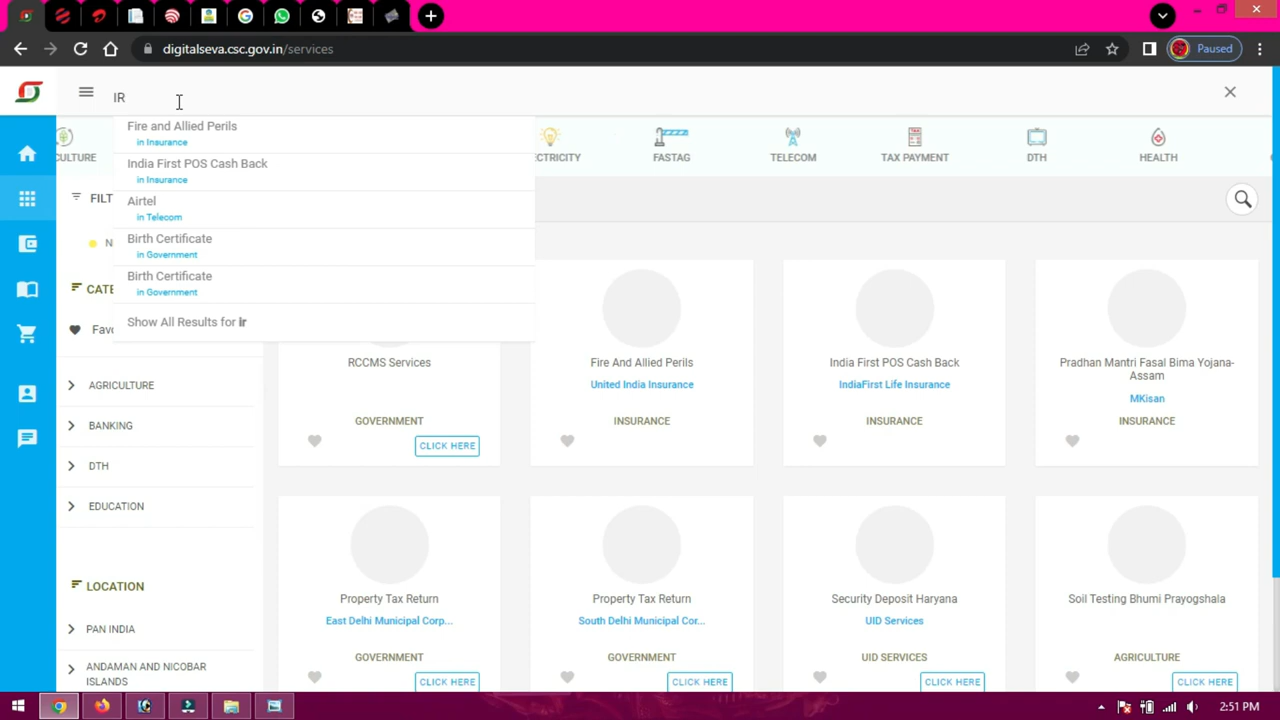 digitalseva.csc.gov.in/services
Paused
IR
Fire and Allied Perils
in Insurance
India First POS Cash Back
in Insurance
Airtel
in Telecom
Birth Certificate
in Government
Birth Certificate
in Government
Show All Results for ir
CULTURE
CTRICITY
FASTAG
TELECOM
TAX PAYMENT
DTH
HEALTH
FILT
N
CATE
Favo
AGRICULTURE
BANKING
DTH
EDUCATION
LOCATION
PAN INDIA
ANDAMAN AND NICOBAR
ISLANDS
RCCMS Services
GOVERNMENT
CLICK HERE
Fire And Allied Perils
United India Insurance
INSURANCE
India First POS Cash Back
IndiaFirst Life Insurance
INSURANCE
Pradhan Mantri Fasal Bima Yojana-
Assam
MKisan
INSURANCE
Property Tax Return
East Delhi Municipal Corp...
GOVERNMENT
CLICK HERE
Property Tax Return
South Delhi Municipal Cor...
GOVERNMENT
CLICK HERE
Security Deposit Haryana
UID Services
UID SERVICES
CLICK HERE
Soil Testing Bhumi Prayogshala
AGRICULTURE
CLICK HERE
2:51 PM